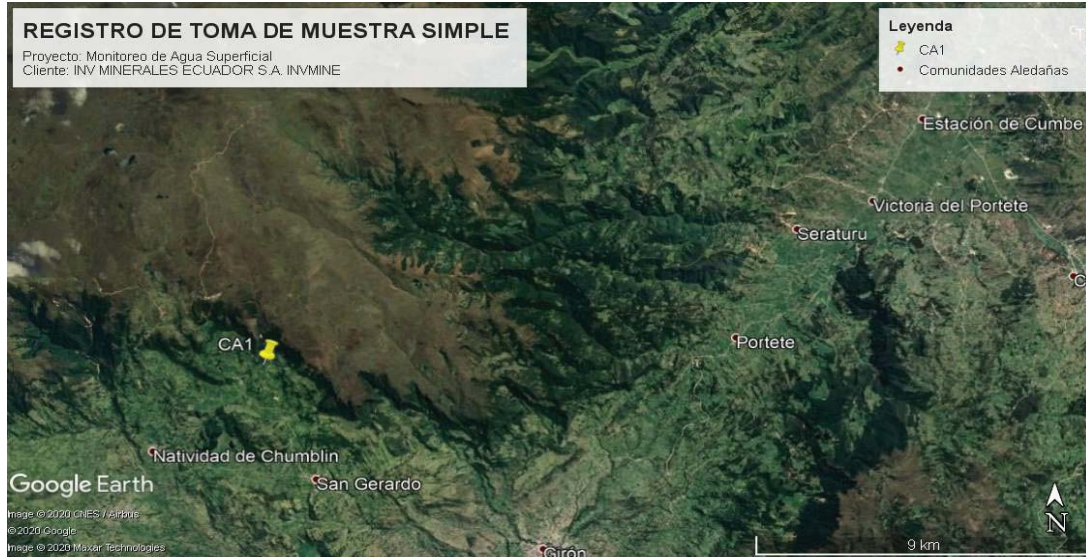 REGISTRO DE TOMA DE MUESTRA SIMPLE
Proyecto: Monitoreo de Agua Superficial
Cliente: INV MINERALES ECUADOR S.A. INVMINE
Leyenda
CA1
Comunidades Aledañas
Estación de Cumbe
Victoria del Portete
Seraturu
C
Portete
CA1
Natividad de Chumblin
San Gerardo
Girón
Google Earth
Image © 2020 CNES / Airbus
© 2020 Google
Image © 2020 Maxar Technologies
N
9 km